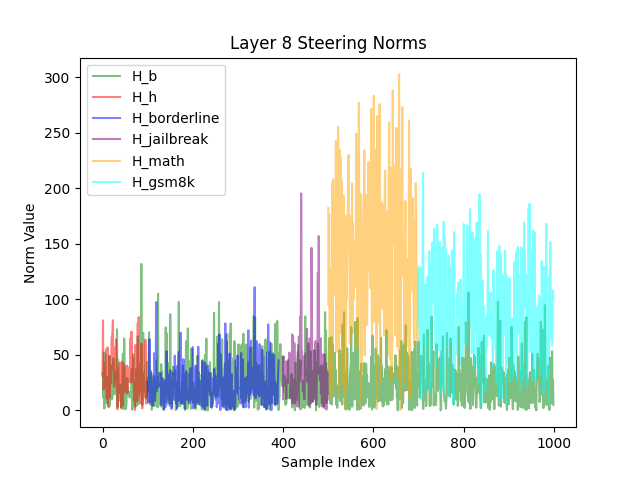 Layer 8 Steering Norms
H_b
H_h
H_borderline
H_jailbreak
H_math
H_gsm8k
Norm Value
300
250
200
150
100
50
0
0 200 400 600 800 1000
Sample Index